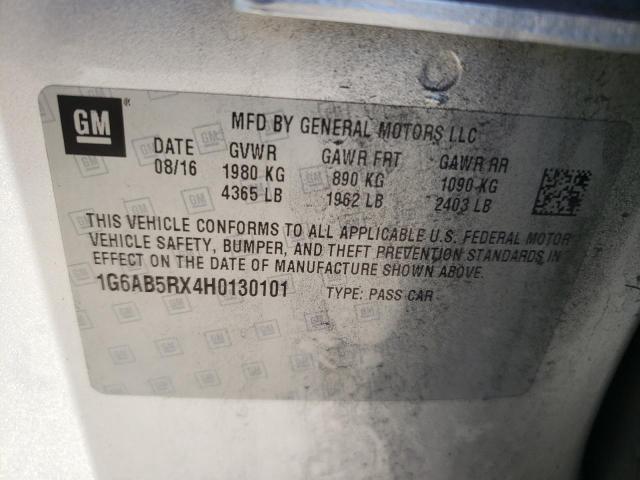 GM ®
MFD BY GENERAL MOTORS LLC
DATE GVWR GAWR FRT GAWR RR
08/16 1980 KG 890 KG 1090 KG
4365 LB 1962 LB 2403 LB
THIS VEHICLE CONFORMS TO ALL APPLICABLE U.S. FEDERAL MOTOR
VEHICLE SAFETY, BUMPER, AND THEFT PREVENTION STANDARDS IN
EFFECT ON THE DATE OF MANUFACTURE SHOWN ABOVE.
1G6AB5RX4H0130101 TYPE: PASS CAR